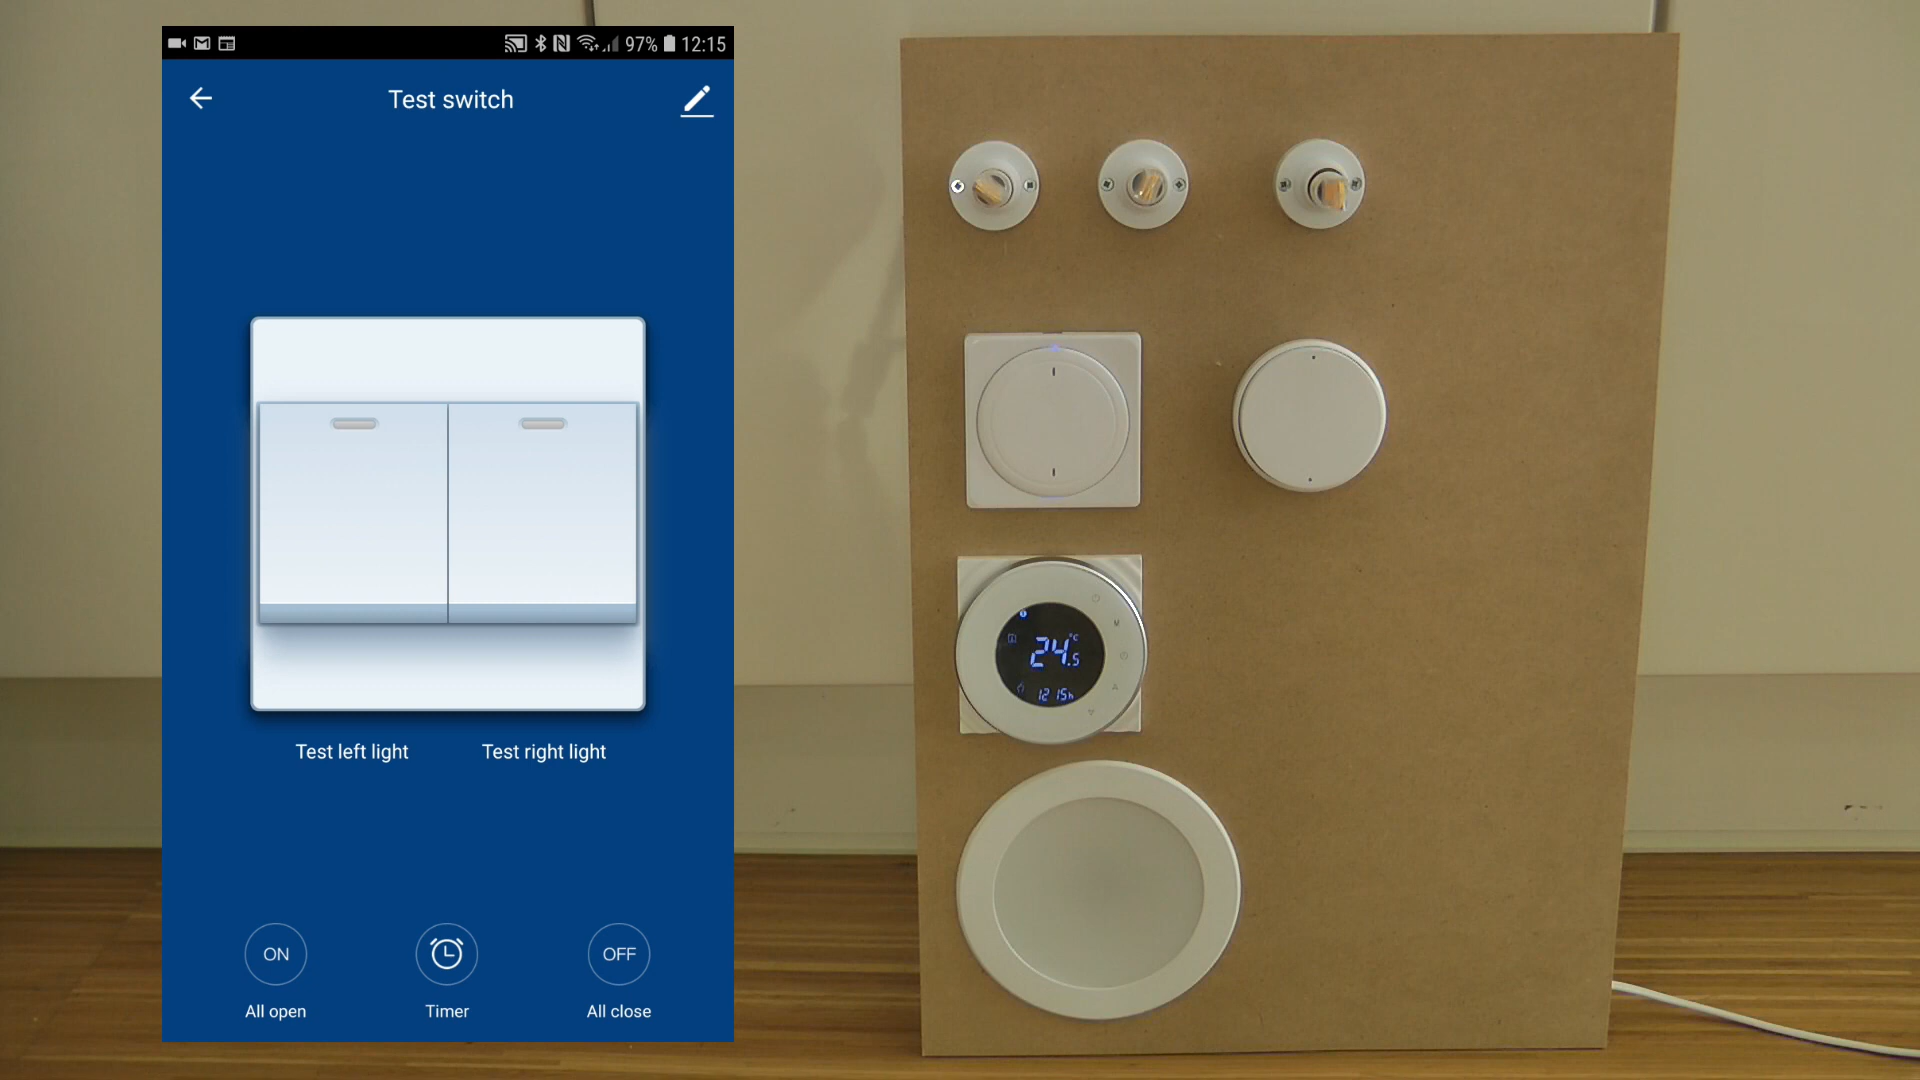 97% 12:15
Test switch
Test left light Test right light
ON OFF
All open Timer All close
24.5 °C
12 15h
M